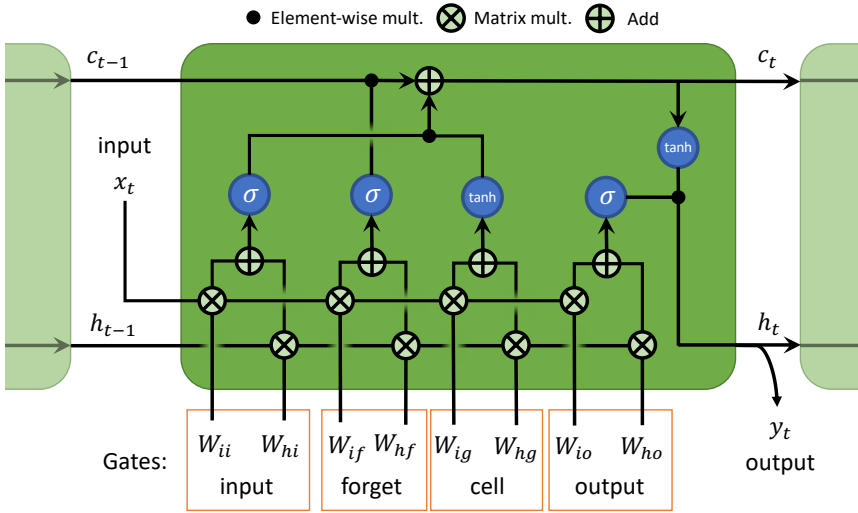 Element-wise mult. Matrix mult. Add
c_{t-1} c_t
input
x_t
tanh
σ σ tanh σ
h_{t-1} h_t
W_{ii} W_{hi} W_{if} W_{hf} W_{ig} W_{hg} W_{io} W_{ho} y_t
Gates: input forget cell output output